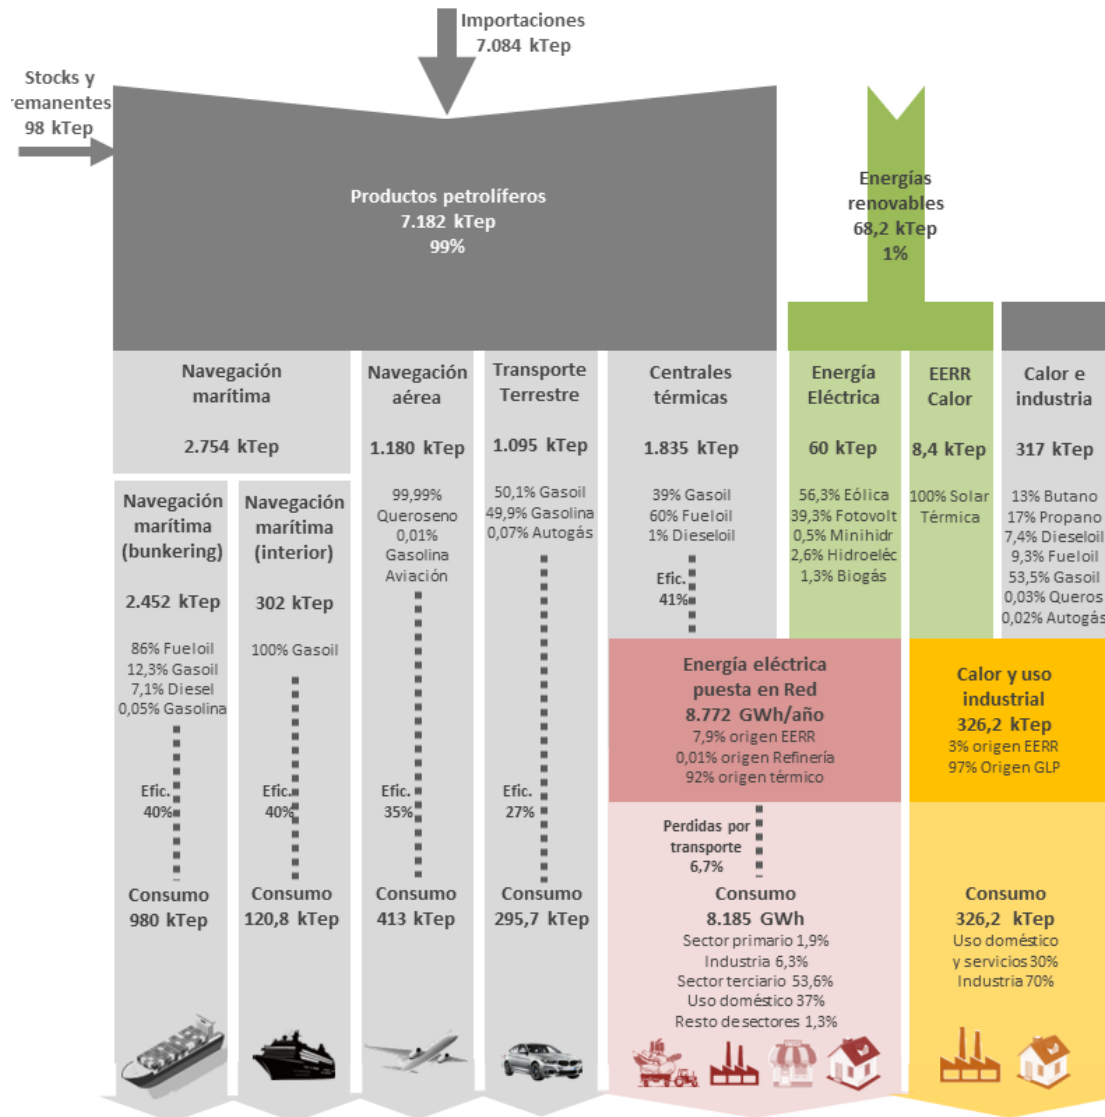 Importaciones
7.084 kTep
Stocks y
remanentes
98 kTep
Productos petrolíferos
7.182 kTep
99%
Energías
renovables
68,2 kTep
1%
Navegación
marítima
2.754 kTep
Navegación
aérea
1.180 kTep
99,99%
Queroseno
0,01%
Gasolina
Aviación
Transporte
Terrestre
1.095 kTep
50,1% Gasoil
49,9% Gasolina
0,07% Autogás
Centrales
térmicas
1.835 kTep
39% Gasoil
60% Fueloil
1% Dieseloil
Efic.
41%
Energía
Eléctrica
60 kTep
56,3% Eólica
39,3% Fotovolt
0,5% Minihidr
2,6% Hidroeléc
1,3% Biogás
EERR
Calor
8,4 kTep
100% Solar
Térmica
Calor e
industria
317 kTep
13% Butano
17% Propano
7,4% Dieseloil
9,3% Fueloil
53,5% Gasoil
0,03% Queros
0,02% Autogás
Navegación
marítima
(bunkering)
2.452 kTep
86% Fueloil
12,3% Gasoil
7,1% Diesel
0,05% Gasolina
Efic.
40%
Navegación
marítima
(interior)
302 kTep
100% Gasoil
Efic.
40%
Efic.
35%
Efic.
27%
Energía eléctrica
puesta en Red
8.772 GWh/año
7,9% origen EERR
0,01% origen Refinería
92% origen térmico
Calor y uso
industrial
326,2 kTep
3% origen EERR
97% Origen GLP
Perdidas por
transporte
6,7%
Consumo
980 kTep
Consumo
120,8 kTep
Consumo
413 kTep
Consumo
295,7 kTep
Consumo
8.185 GWh
Sector primario 1,9%
Industria 6,3%
Sector terciario 53,6%
Uso doméstico 37%
Resto de sectores 1,3%
Consumo
326,2 kTep
Uso doméstico
y servicios 30%
Industria 70%